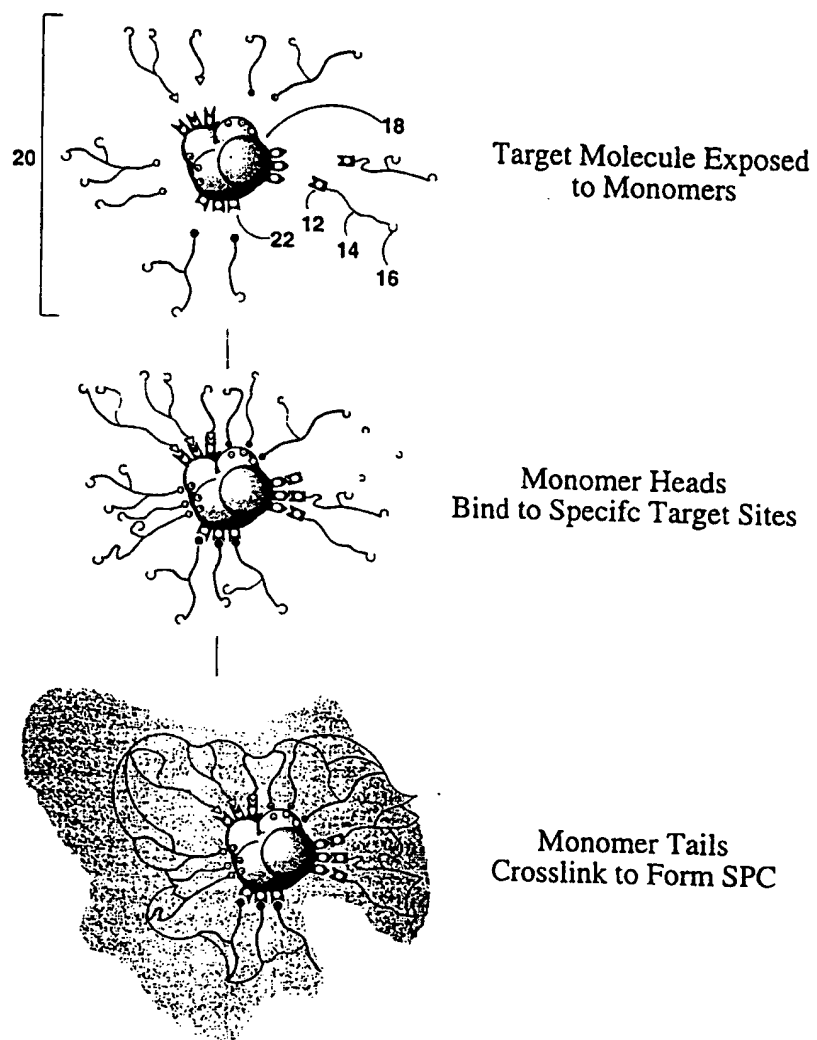 20
18
Target Molecule Exposed
to Monomers
12
22
14
16
Monomer Heads
Bind to Specifc Target Sites
Monomer Tails
Crosslink to Form SPC